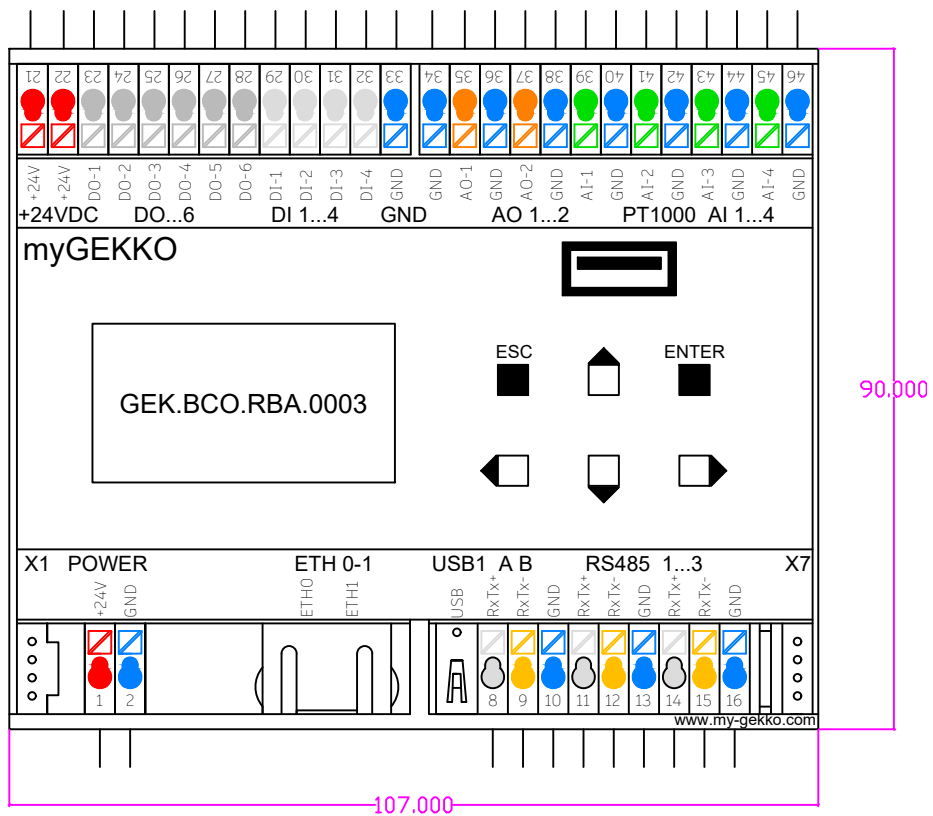 21 22 23 24 25 26 27 28 29 30 31 32 33 34 35 36 37 38 39 40 41 42 43 44 45 46
+24V +24V DO-1 DO-2 DO-3 DO-4 DO-5 DO-6 DI-1 DI-2 DI-3 DI-4 GND GND AO-1 GND AO-2 GND AI-1 GND AI-2 GND AI-3 GND AI-4 GND
+24VDC DO...6 DI 1...4 GND AO 1...2 PT1000 AI 1...4
myGEKKO
ESC ENTER
GEK.BCO.RBA.0003
90.000
X1 POWER ETH 0-1 USB1 A B RS485 1...3 X7
+24V GND ETH0 ETH1 USB RxTx+ RxTx- GND RxTx+ RxTx- GND RxTx+ RxTx- GND
1 2 8 9 10 11 12 13 14 15 16
www.my-gekko.com
107.000